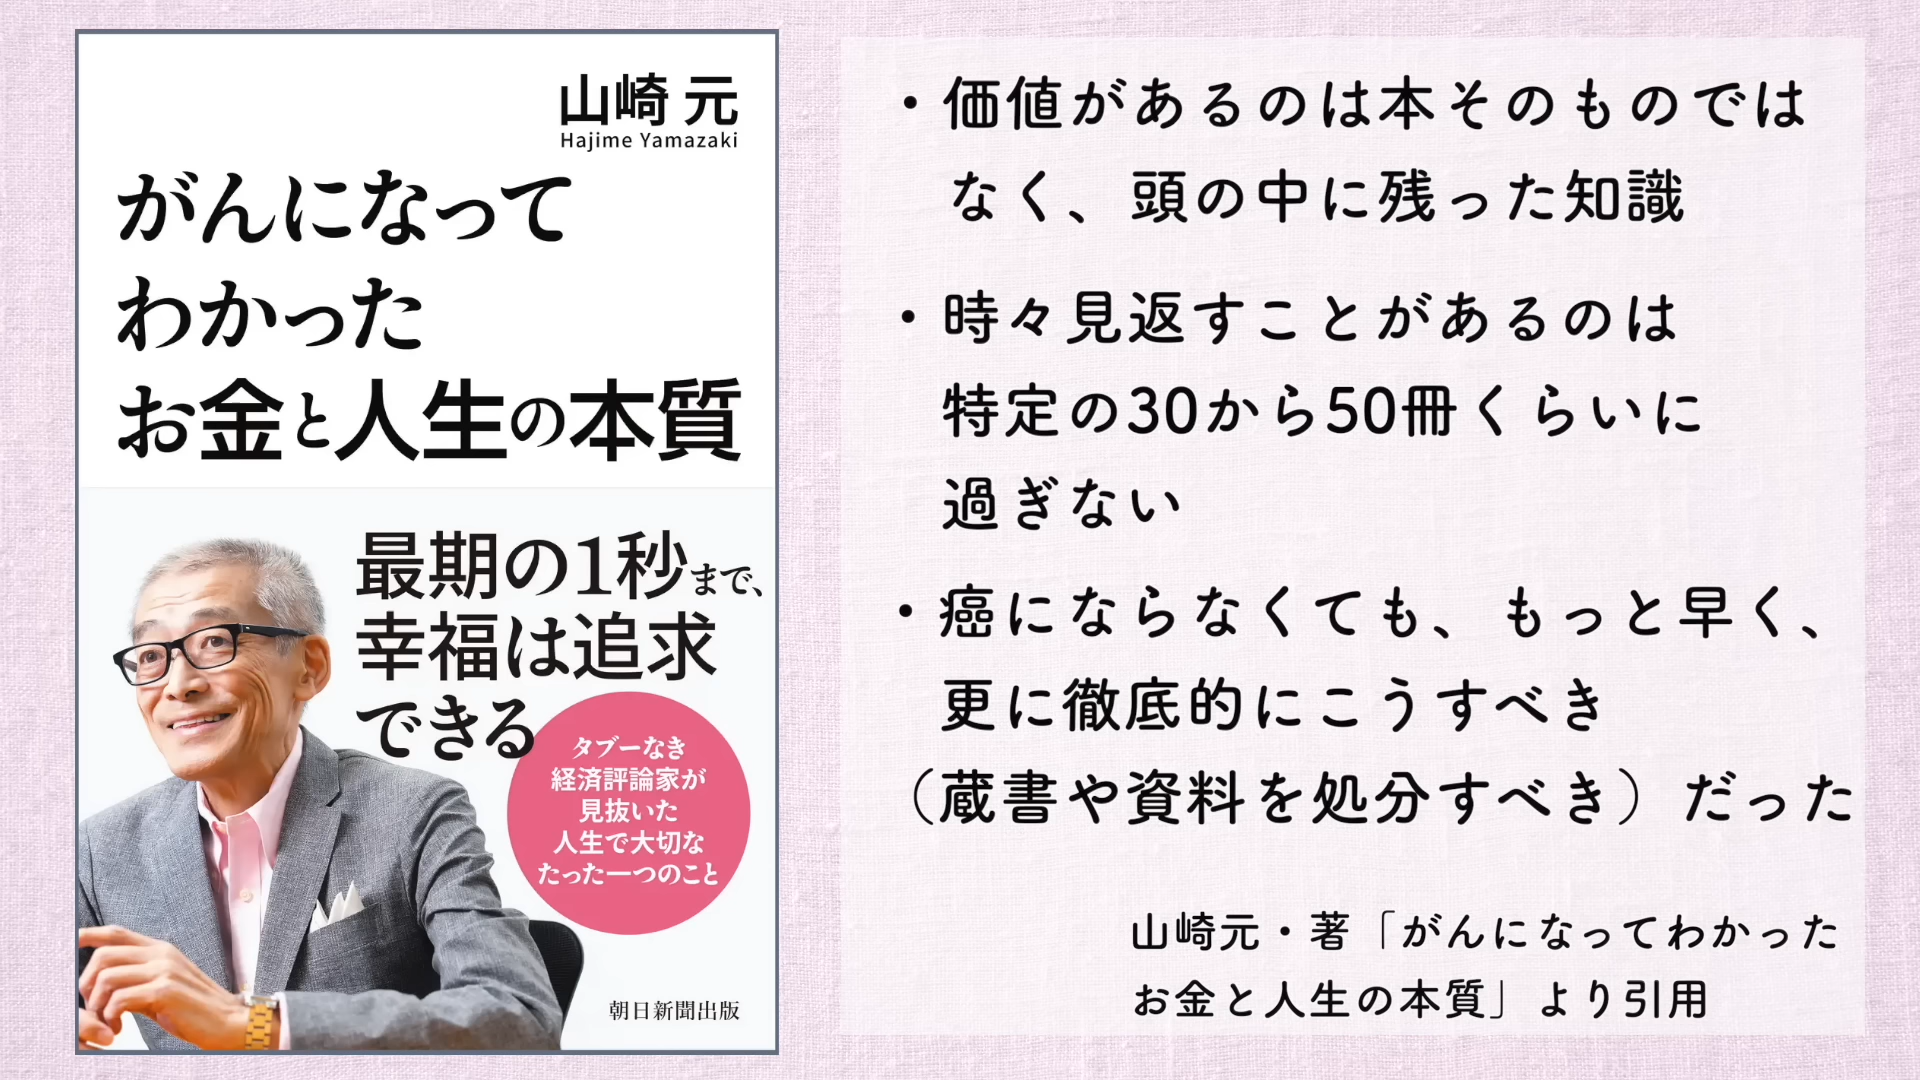 山崎 元
Hajime Yamazaki
がんになって
わかった
お金と人生の本質
最期の1秒まで、
幸福は追求
できる
タブーなき
経済評論家が
見抜いた
人生で大切な
たった一つのこと
朝日新聞出版
・価値があるのは本そのものでは
なく、頭の中に残った知識
・時々見返すことがあるのは
特定の30から50冊くらいに
過ぎない
・癌にならなくても、もっと早く、
更に徹底的にこうすべき
（蔵書や資料を処分すべき）だった
山崎元・著「がんになってわかった
お金と人生の本質」より引用